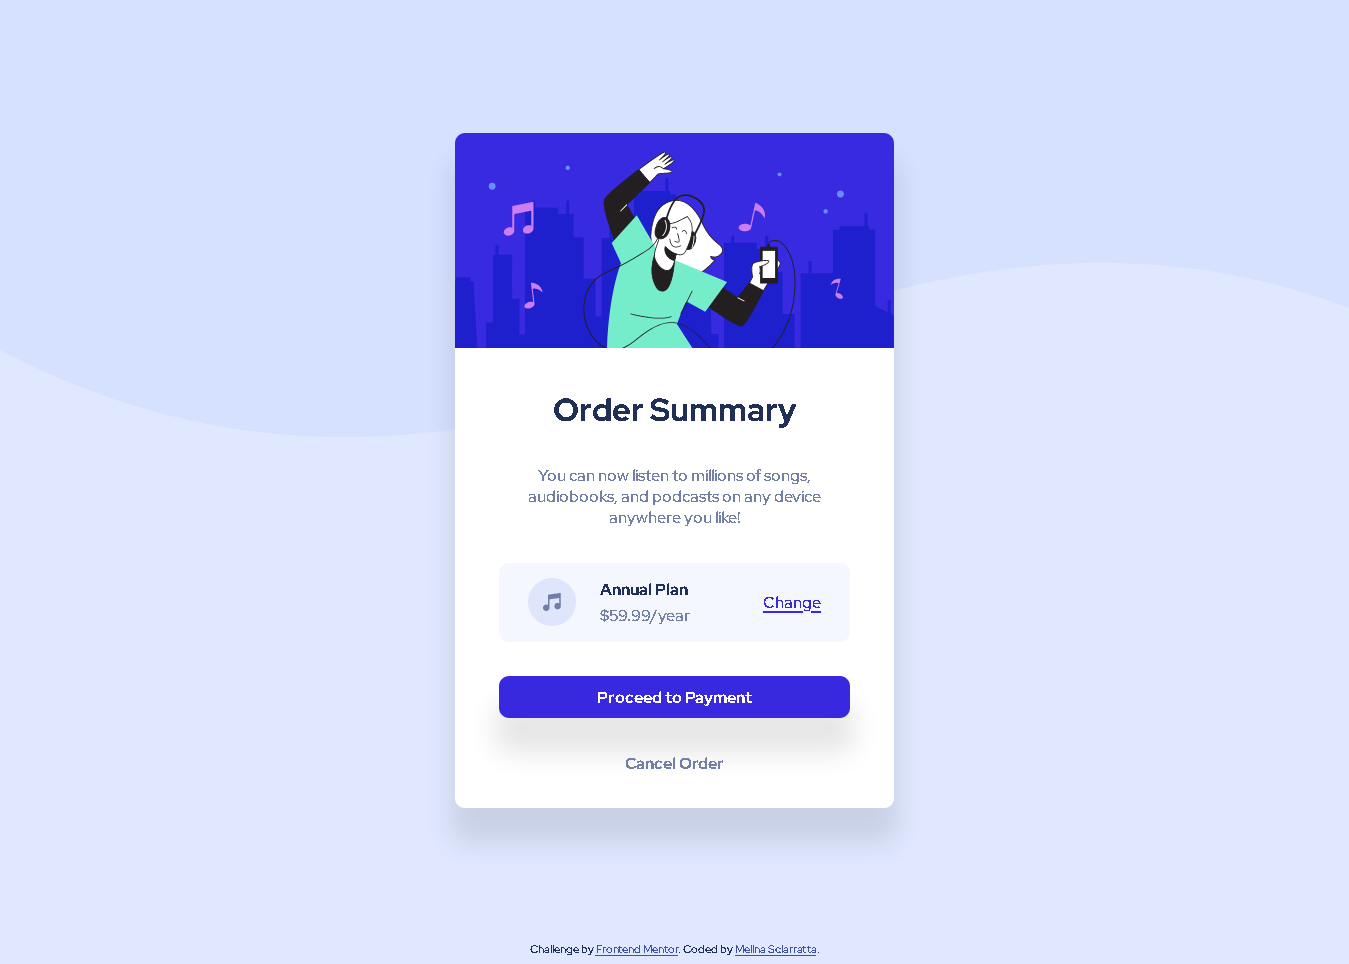 Order Summary
You can now listen to millions of songs,
audiobooks, and podcasts on any device
anywhere you like!
Annual Plan
$59.99/year
Change
Proceed to Payment
Cancel Order
Challenge by Frontend Mentor. Coded by Melina Sciarratta.